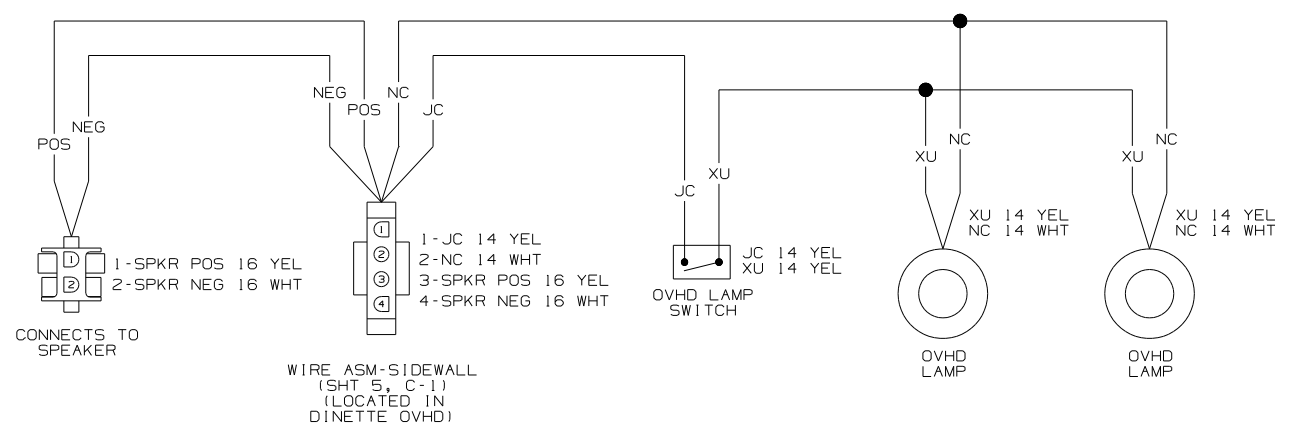 NEG
POS
NC
JC
NEG
POS
NC
NC
XU
XU
XU
JC
XU 14 YEL
NC 14 WHT
XU 14 YEL
NC 14 WHT
1
2
1-SPKR POS 16 YEL
2-SPKR NEG 16 WHT
CONNECTS TO
SPEAKER
1
2
3
4
1-JC 14 YEL
2-NC 14 WHT
3-SPKR POS 16 YEL
4-SPKR NEG 16 WHT
WIRE ASM-SIDEWALL
(SHT 5, C-1)
(LOCATED IN
DINETTE OVHD)
JC 14 YEL
XU 14 YEL
OVHD LAMP
SWITCH
OVHD
LAMP
OVHD
LAMP